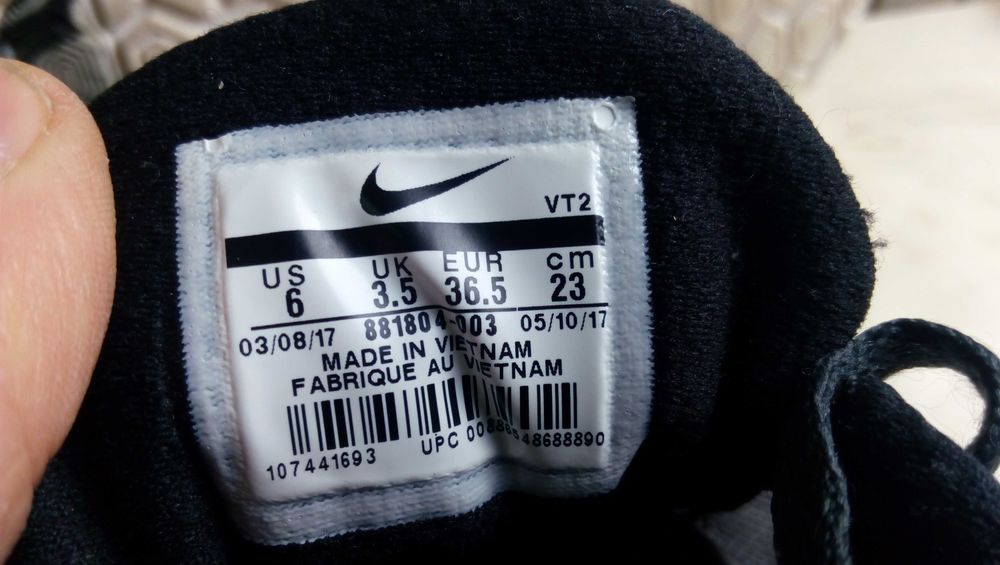 VT2
US UK EUR cm
6 3.5 36.5 23
03/08/17 881804-003 05/10/17
MADE IN VIETNAM
FABRIQUE AU VIETNAM
107441693 UPC 00888548688890